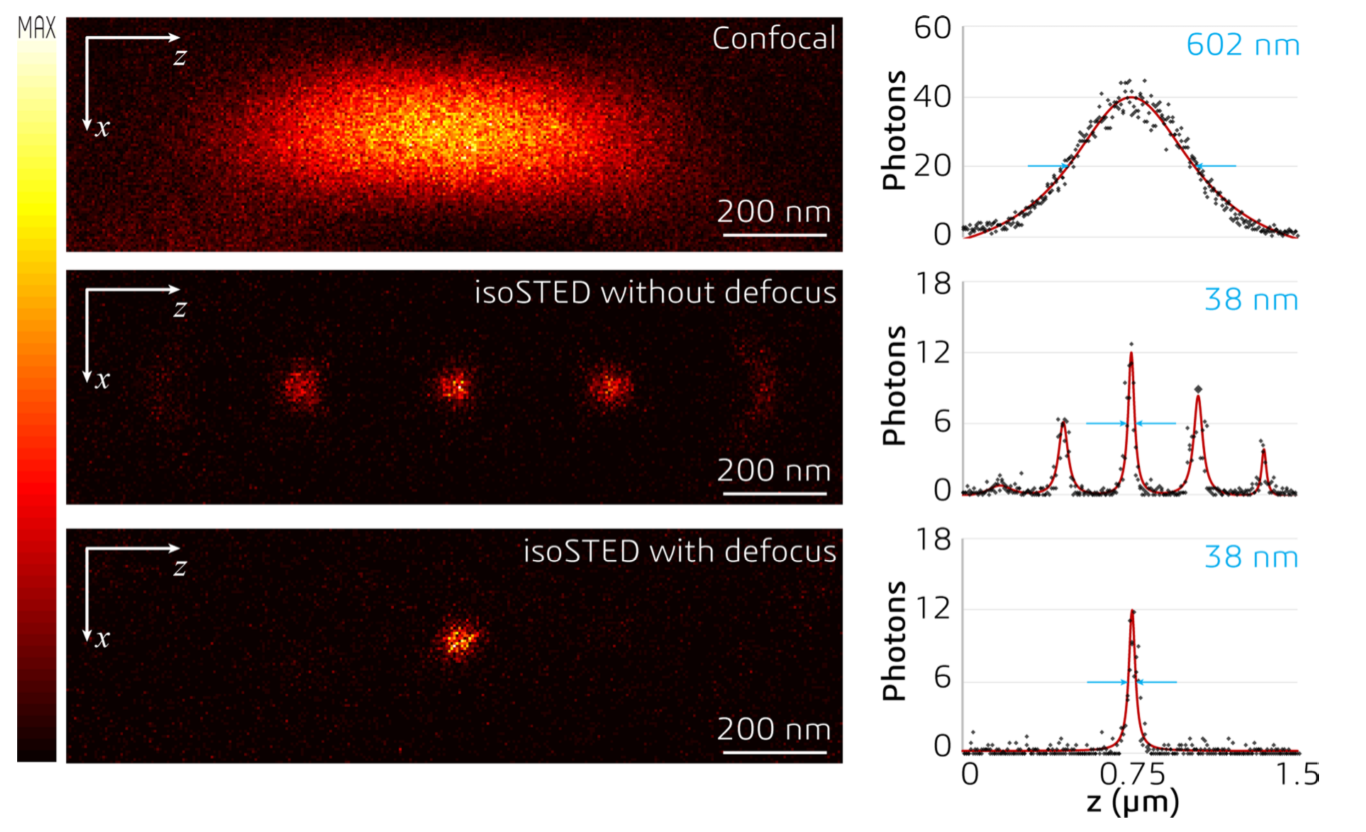 MAX
z
x
Confocal
200 nm
60
40
20
0
Photons
602 nm
z
x
isoSTED without defocus
200 nm
18
12
6
0
Photons
38 nm
z
x
isoSTED with defocus
200 nm
18
12
6
0
Photons
38 nm
0 0.75 1.5
z (µm)